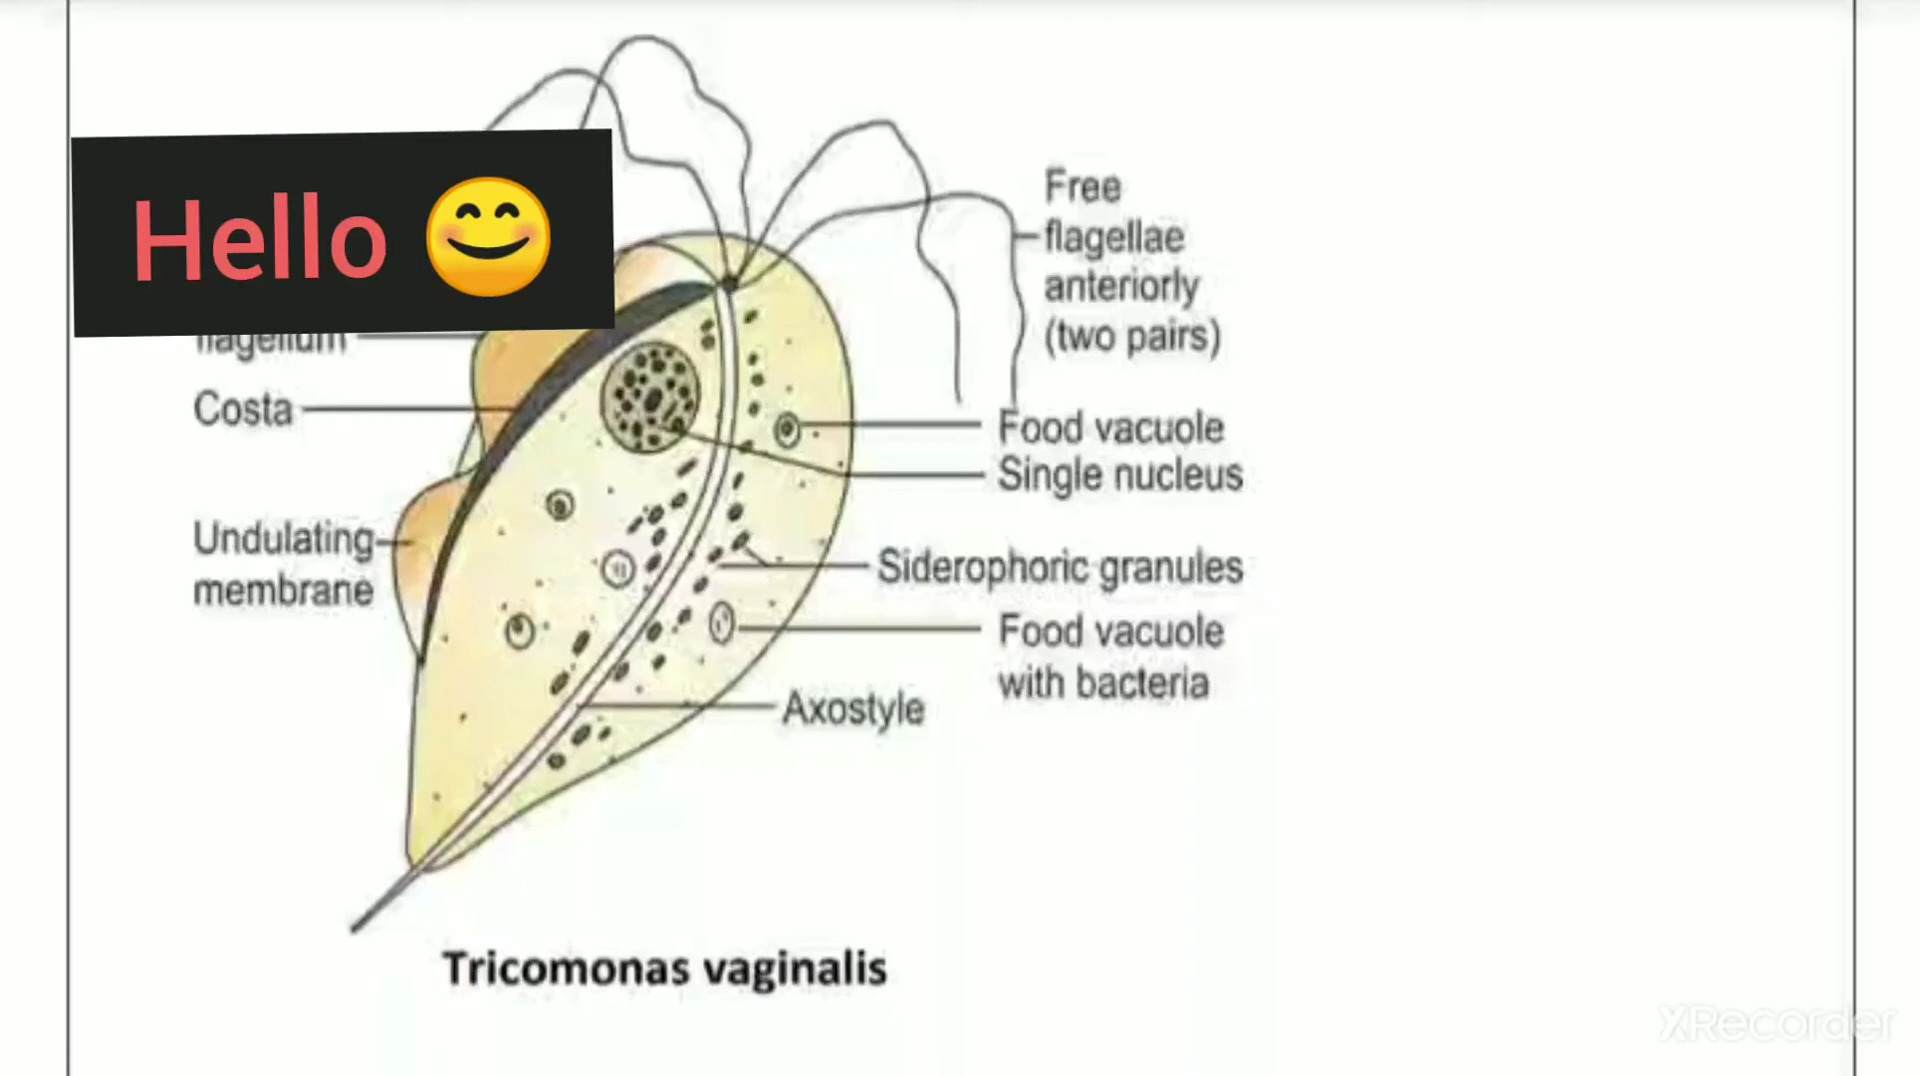 Hello 😊
Free
flagellae
anteriorly
(two pairs)
flagellum
Costa
Food vacuole
Single nucleus
Undulating
membrane
Siderophoric granules
Food vacuole
with bacteria
Axostyle
Tricomonas vaginalis
XRecorder